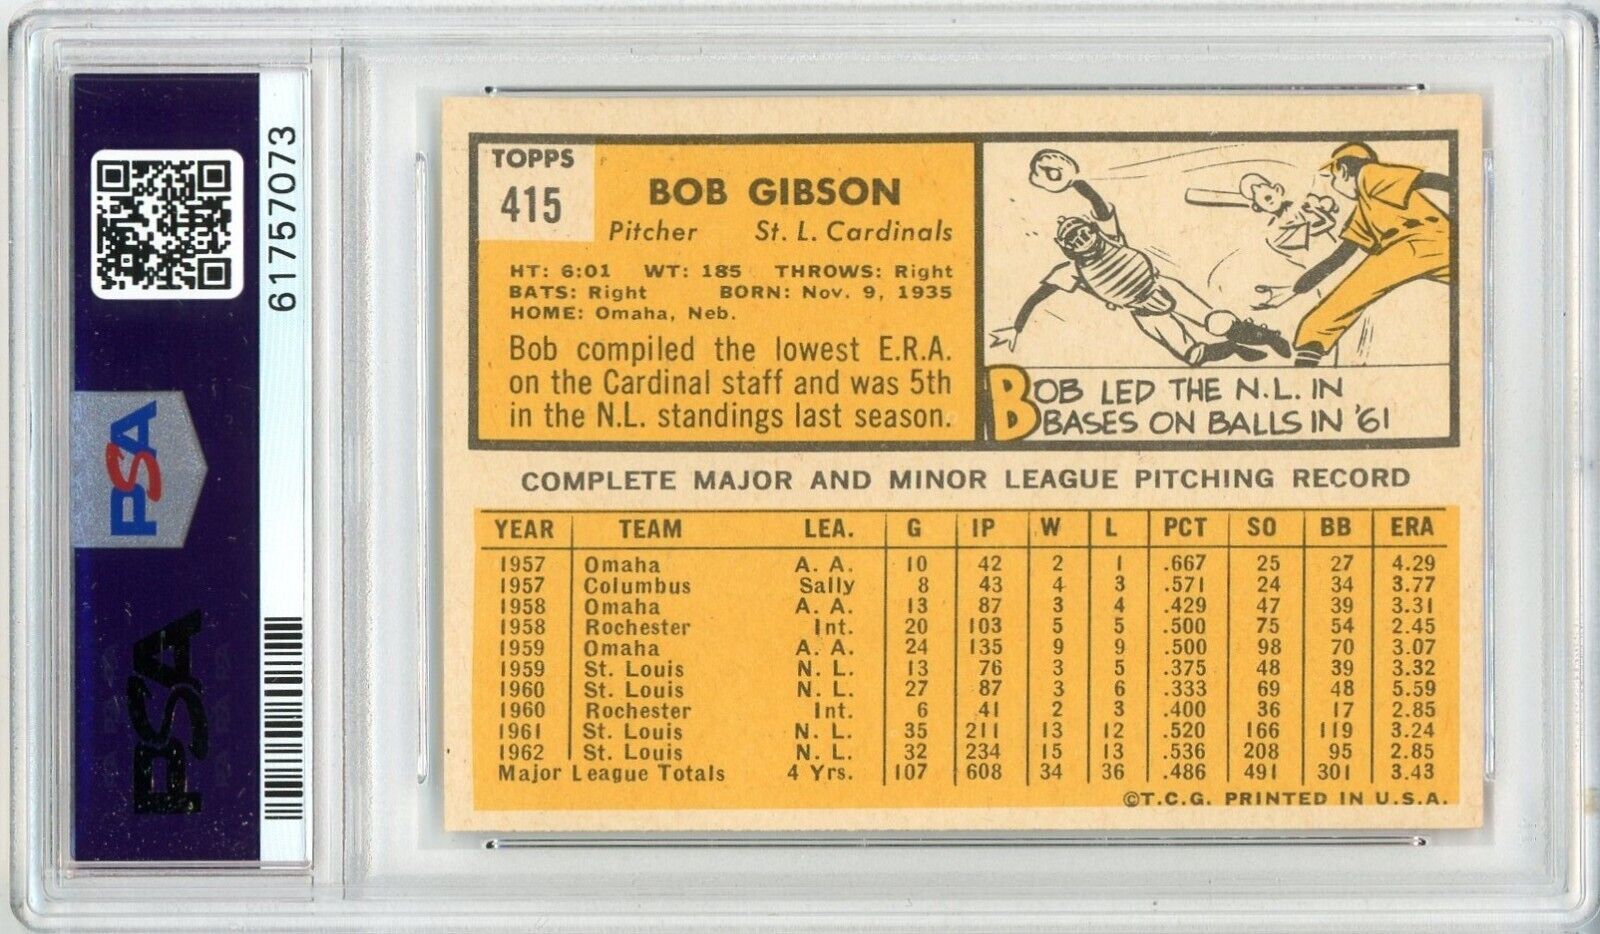 61757073
PSA
PSA
TOPPS
415
BOB GIBSON
Pitcher St. L. Cardinals
HT: 6:01 WT: 185 THROWS: Right
BATS: Right BORN: Nov. 9, 1935
HOME: Omaha, Neb.
Bob compiled the lowest E.R.A.
on the Cardinal staff and was 5th
in the N.L. standings last season.
BOB LED THE N.L. IN
BASES ON BALLS IN '61
COMPLETE MAJOR AND MINOR LEAGUE PITCHING RECORD
YEAR TEAM LEA. G IP W L PCT SO BB ERA
1957 Omaha A. A. 10 42 2 1 .667 25 27 4.29
1957 Columbus Sally 8 43 4 3 .571 24 34 3.77
1958 Omaha A. A. 13 87 3 4 .429 47 39 3.31
1958 Rochester Int. 20 103 5 5 .500 75 54 2.45
1959 Omaha A. A. 24 135 9 9 .500 98 70 3.07
1959 St. Louis N. L. 13 76 3 5 .375 48 39 3.32
1960 St. Louis N. L. 27 87 3 6 .333 69 48 5.59
1960 Rochester Int. 6 41 2 3 .400 36 17 2.85
1961 St. Louis N. L. 35 211 13 12 .520 166 119 3.24
1962 St. Louis N. L. 32 234 15 13 .536 208 95 2.85
Major League Totals 4 Yrs. 107 608 34 36 .486 491 301 3.43
©T.C.G. PRINTED IN U.S.A.